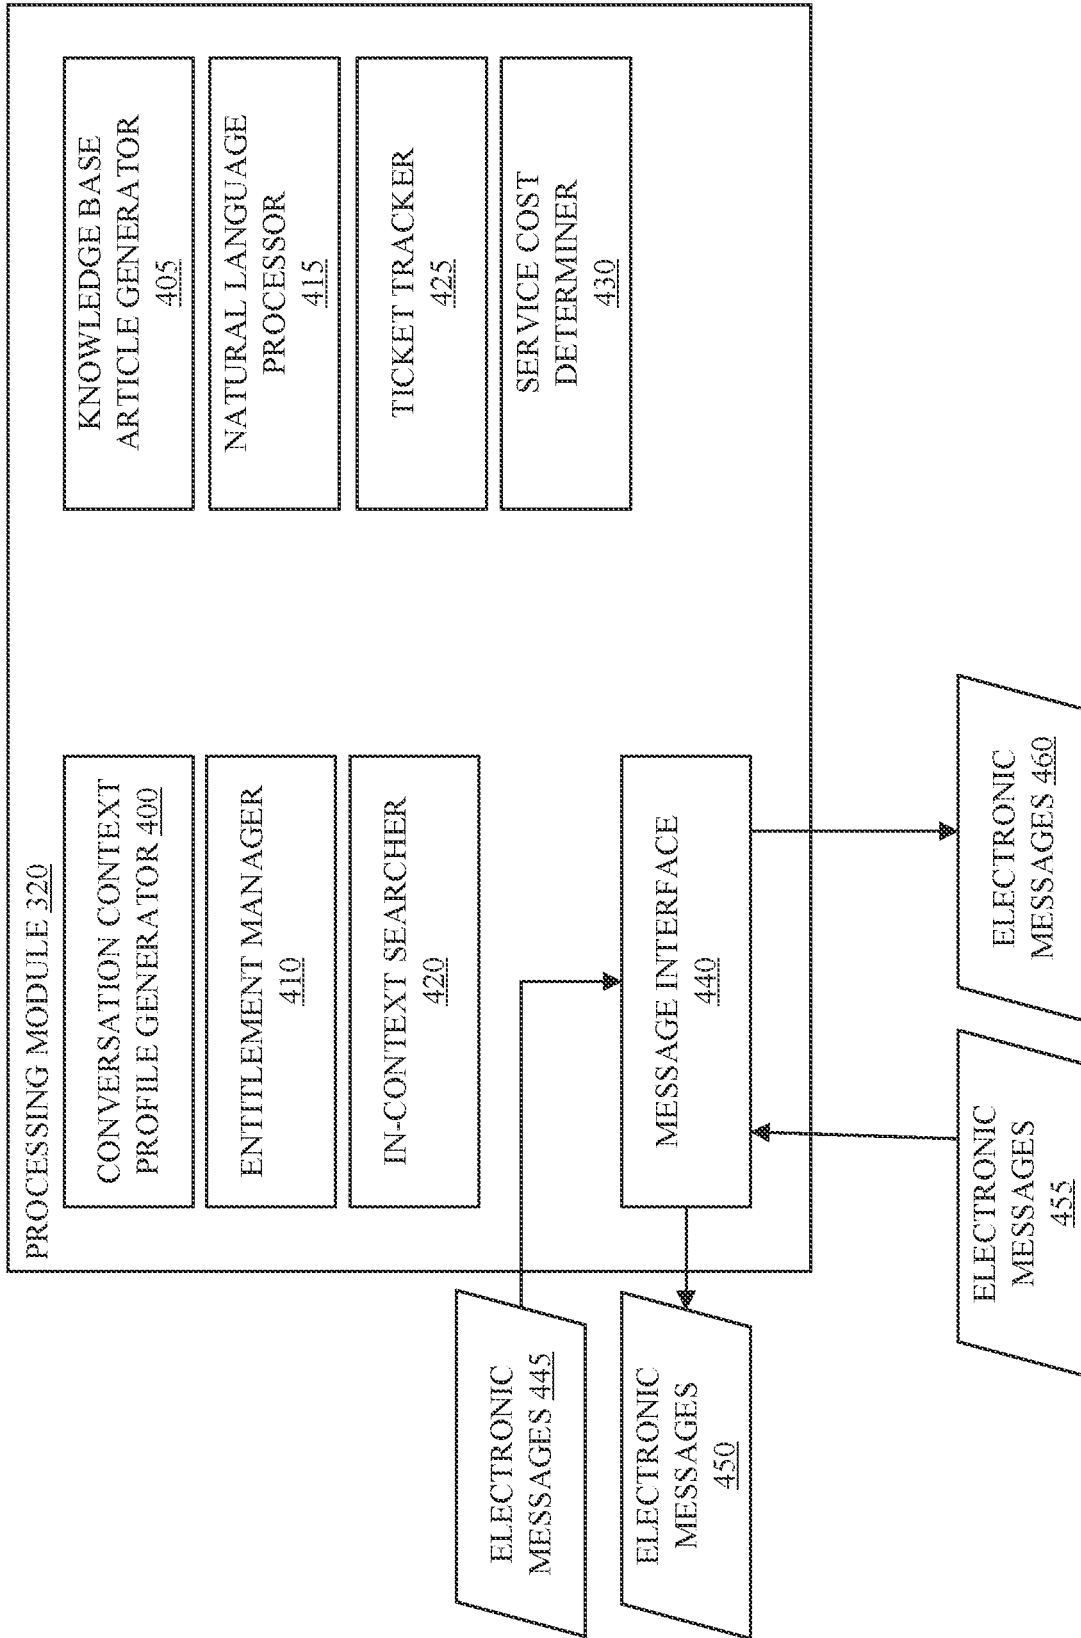 PROCESSING MODULE 320
CONVERSATION CONTEXT
PROFILE GENERATOR 400
KNOWLEDGE BASE
ARTICLE GENERATOR
405
ENTITLEMENT MANAGER
410
NATURAL LANGUAGE
PROCESSOR
415
IN-CONTEXT SEARCHER
420
TICKET TRACKER
425
SERVICE COST
DETERMINER
430
ELECTRONIC
MESSAGES 445
ELECTRONIC
MESSAGES
450
MESSAGE INTERFACE
440
ELECTRONIC
MESSAGES
455
ELECTRONIC
MESSAGES 460